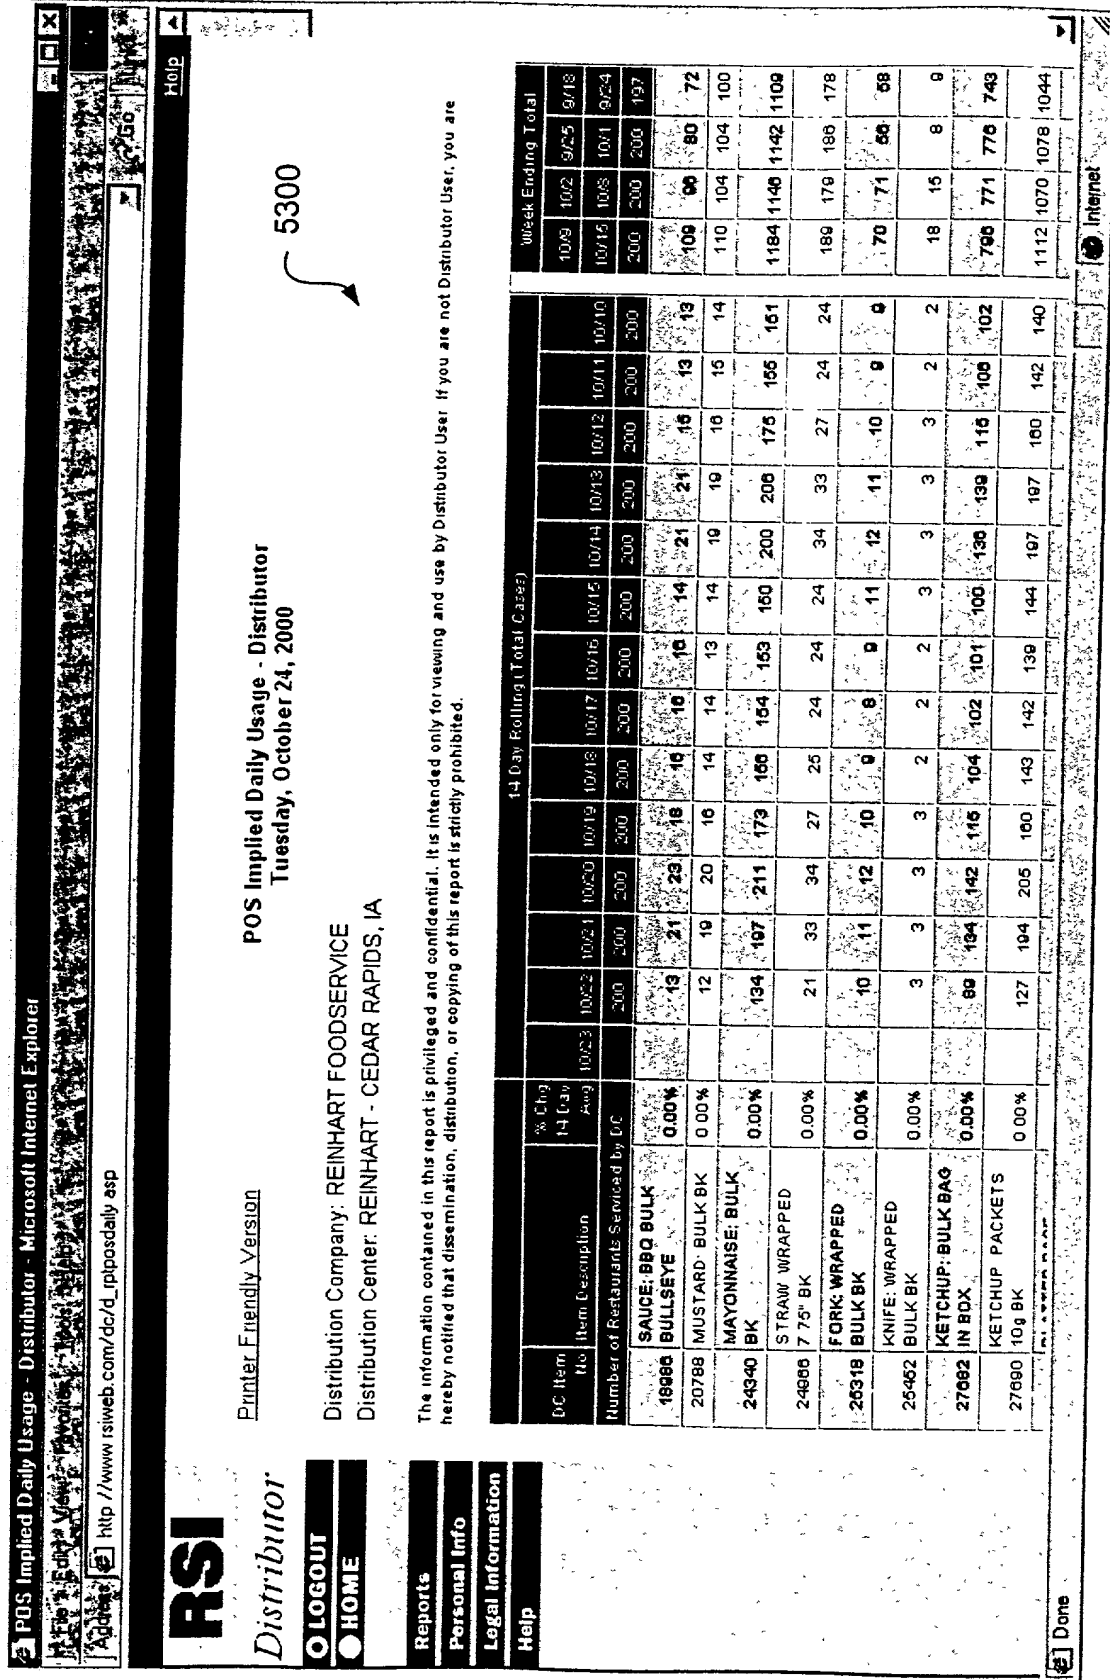 POS Implied Daily Usage - Distributor - Microsoft Internet Explorer
File Edit View Favorites Tools Help
Address http //www rsiweb.com/dc/d_rptposdaily asp
Go
Help
RSI
Distributor
LOGOUT
HOME
Reports
Personal Info
Legal Information
Help
Printer Friendly Version
POS Implied Daily Usage - Distributor
Tuesday, October 24, 2000
5300
Distribution Company: REINHART FOODSERVICE
Distribution Center: REINHART - CEDAR RAPIDS, IA
The information contained in this report is privileged and confidential. It is intended only for viewing and use by Distributor User If you are not Distributor User, you are
hereby notified that dissemination, distribution, or copying of this report is strictly prohibited.
14 Day Rolling (Total Cases) Week Ending Total
% Chg 10/9 10/2 9/25 9/18
DC Item No Item Description 14 Day Avg 10/23 10/22 10/21 10/20 10/19 10/18 10/17 10/16 10/15 10/14 10/13 10/12 10/11 10/10 10/15 10/8 10/1 9/24
Number of Restaurants Serviced by DC 200 200 200 200 200 200 200 200 200 200 200 200 200 200 200 200 197
18986 SAUCE: BBQ BULK BULLSEYE 0.00% 13 21 23 18 16 16 16 14 21 21 15 13 13 109 96 80 72
20788 MUSTARD: BULK BK 0 00% 12 19 20 16 14 14 13 14 19 19 16 15 14 110 104 104 100
24340 MAYONNAISE: BULK BK 0.00% 134 197 211 173 156 154 153 150 200 206 175 155 151 1184 1146 1142 1109
24966 STRAW WRAPPED 7 75" BK 0.00% 21 33 34 27 25 24 24 24 34 33 27 24 24 189 179 186 178
25318 FORK: WRAPPED BULK BK 0.00% 10 11 12 10 9 8 9 11 12 11 10 9 9 70 71 56 58
25452 KNIFE: WRAPPED BULK BK 0.00% 3 3 3 3 2 2 2 3 3 3 3 2 2 18 15 8 9
27682 KETCHUP: BULK BAG IN BOX 0.00% 89 134 142 115 104 102 101 100 136 139 116 106 102 796 771 776 743
27690 KETCHUP PACKETS 10g BK 0 00% 127 194 205 160 143 142 139 144 197 197 160 142 140 1112 1070 1078 1044
Done
Internet